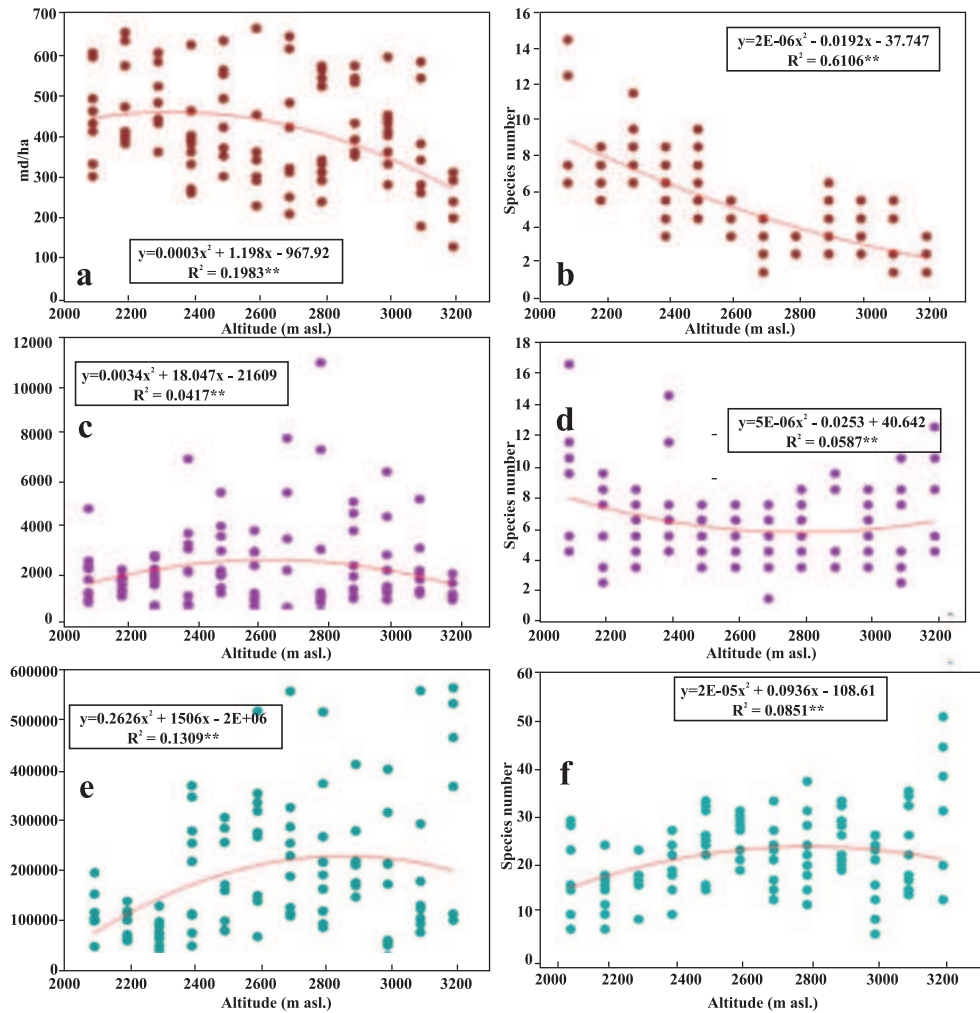 700
600
500
400
300
200
100
0
md/ha
y=0.0003x² + 1.198x - 967.92
R² = 0.1983**
a
2000 2200 2400 2600 2800 3000 3200
Altitude (m asl.)
16
14
12
10
8
6
4
2
0
Species number
y=2E-06x² - 0.0192x - 37.747
R² = 0.6106**
b
2000 2200 2400 2600 2800 3000 3200
Altitude (m asl.)
12000
10000
8000
6000
4000
2000
0
y=0.0034x² + 18.047x - 21609
R² = 0.0417**
c
2000 2200 2400 2600 2800 3000 3200
Altitude (m asl.)
18
16
14
12
10
8
6
4
2
0
Species number
y=5E-06x² - 0.0253 + 40.642
R² = 0.0587**
d
2000 2200 2400 2600 2800 3000 3200
Altitude (m asl.)
600000
500000
400000
300000
200000
100000
0
y=0.2626x² + 1506x - 2E+06
R² = 0.1309**
e
2000 2200 2400 2600 2800 3000 3200
Altitude (m asl.)
60
50
40
30
20
10
0
Species number
y=2E-05x² + 0.0936x - 108.61
R² = 0.0851**
f
2000 2200 2400 2600 2800 3000 3200
Altitude (m asl.)